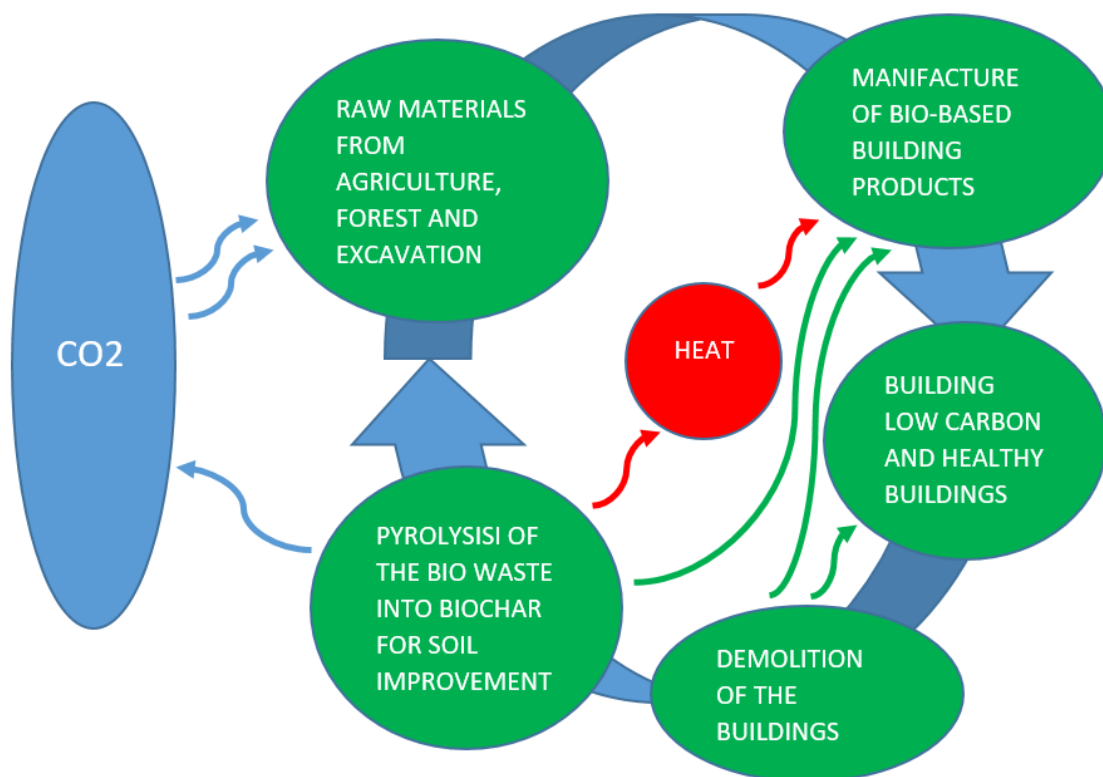 RAW MATERIALS
FROM
AGRICULTURE,
FOREST AND
EXCAVATION
MANIFACTURE
OF BIO-BASED
BUILDING
PRODUCTS
CO2
HEAT
BUILDING
LOW CARBON
AND HEALTHY
BUILDINGS
PYROLYSISI OF
THE BIO WASTE
INTO BIOCHAR
FOR SOIL
IMPROVEMENT
DEMOLITION
OF THE
BUILDINGS